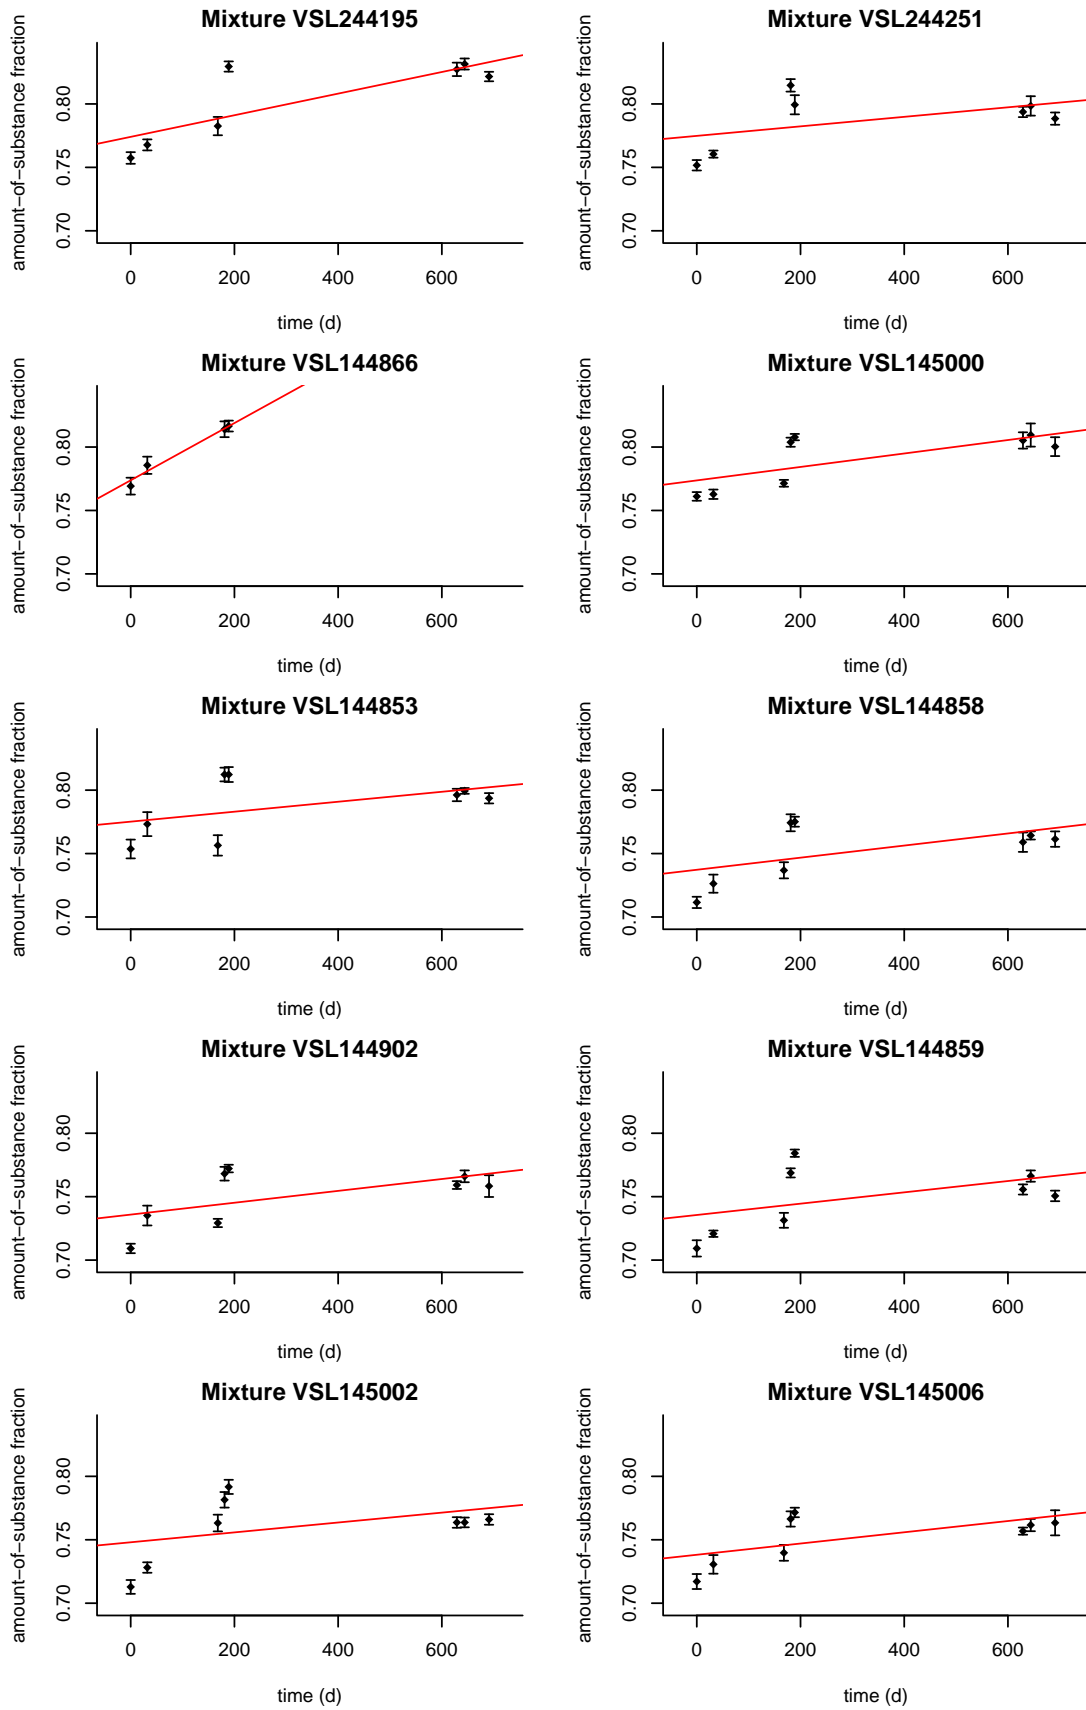 Mixture VSL244195
amount−of−substance fraction
0.70 0.75 0.80
0 200 400 600
time (d)
Mixture VSL244251
amount−of−substance fraction
0.70 0.75 0.80
0 200 400 600
time (d)
Mixture VSL144866
amount−of−substance fraction
0.70 0.75 0.80
0 200 400 600
time (d)
Mixture VSL145000
amount−of−substance fraction
0.70 0.75 0.80
0 200 400 600
time (d)
Mixture VSL144853
amount−of−substance fraction
0.70 0.75 0.80
0 200 400 600
time (d)
Mixture VSL144858
amount−of−substance fraction
0.70 0.75 0.80
0 200 400 600
time (d)
Mixture VSL144902
amount−of−substance fraction
0.70 0.75 0.80
0 200 400 600
time (d)
Mixture VSL144859
amount−of−substance fraction
0.70 0.75 0.80
0 200 400 600
time (d)
Mixture VSL145002
amount−of−substance fraction
0.70 0.75 0.80
0 200 400 600
time (d)
Mixture VSL145006
amount−of−substance fraction
0.70 0.75 0.80
0 200 400 600
time (d)